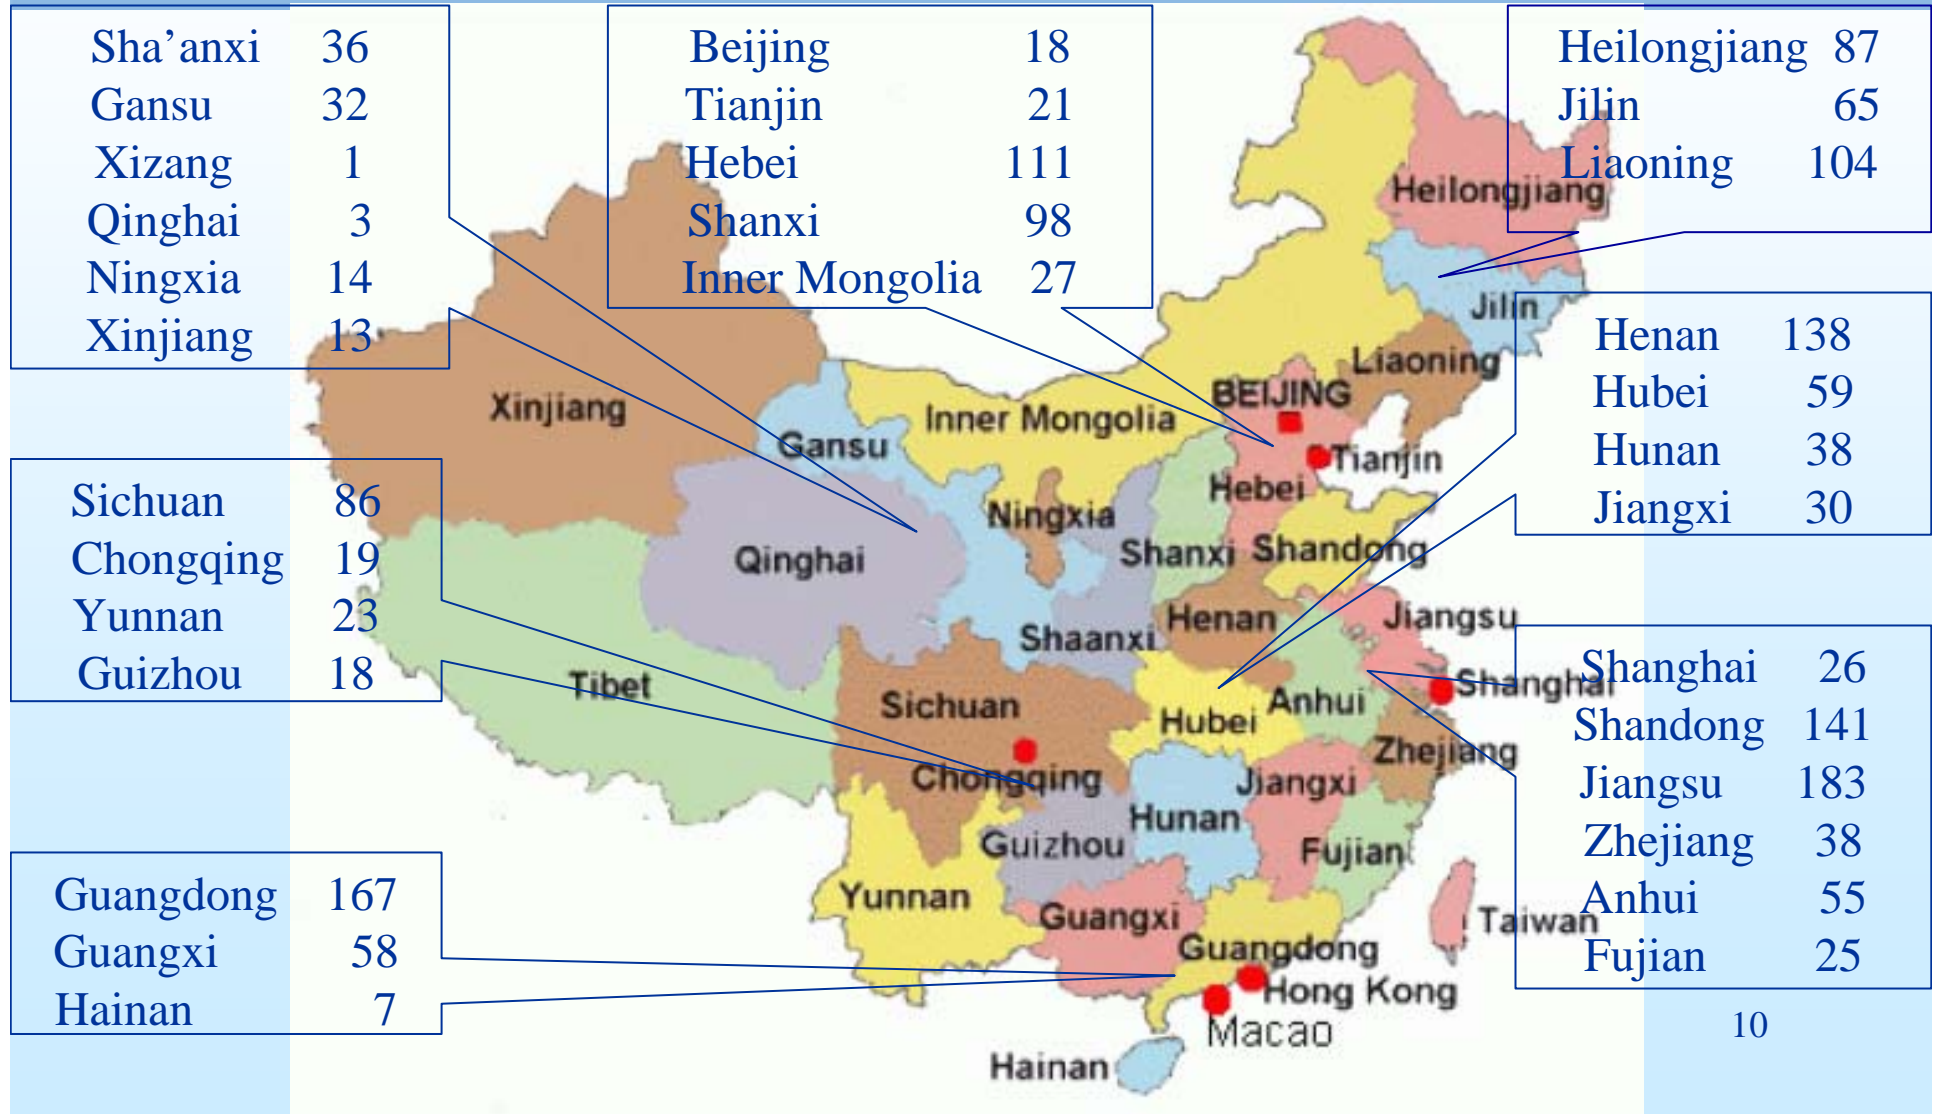 Sha’anxi 36
Gansu 32
Xizang 1
Qinghai 3
Ningxia 14
Xinjiang 13
Beijing 18
Tianjin 21
Hebei 111
Shanxi 98
Inner Mongolia 27
Heilongjiang 87
Jilin 65
Liaoning 104
Henan 138
Hubei 59
Hunan 38
Jiangxi 30
Sichuan 86
Chongqing 19
Yunnan 23
Guizhou 18
Shanghai 26
Shandong 141
Jiangsu 183
Zhejiang 38
Anhui 55
Fujian 25
Guangdong 167
Guangxi 58
Hainan 7
Heilongjiang
Jilin
Liaoning
BEIJING
Xinjiang
Inner Mongolia
Gansu
Tianjin
Hebei
Ningxia
Qinghai
Shanxi
Shandong
Henan
Jiangsu
Shaanxi
Tibet
Sichuan
Hubei
Anhui
Shanghai
Zhejiang
Chongqing
Jiangxi
Hunan
Guizhou
Fujian
Yunnan
Guangxi
Taiwan
Guangdong
Hong Kong
Macao
Hainan
10